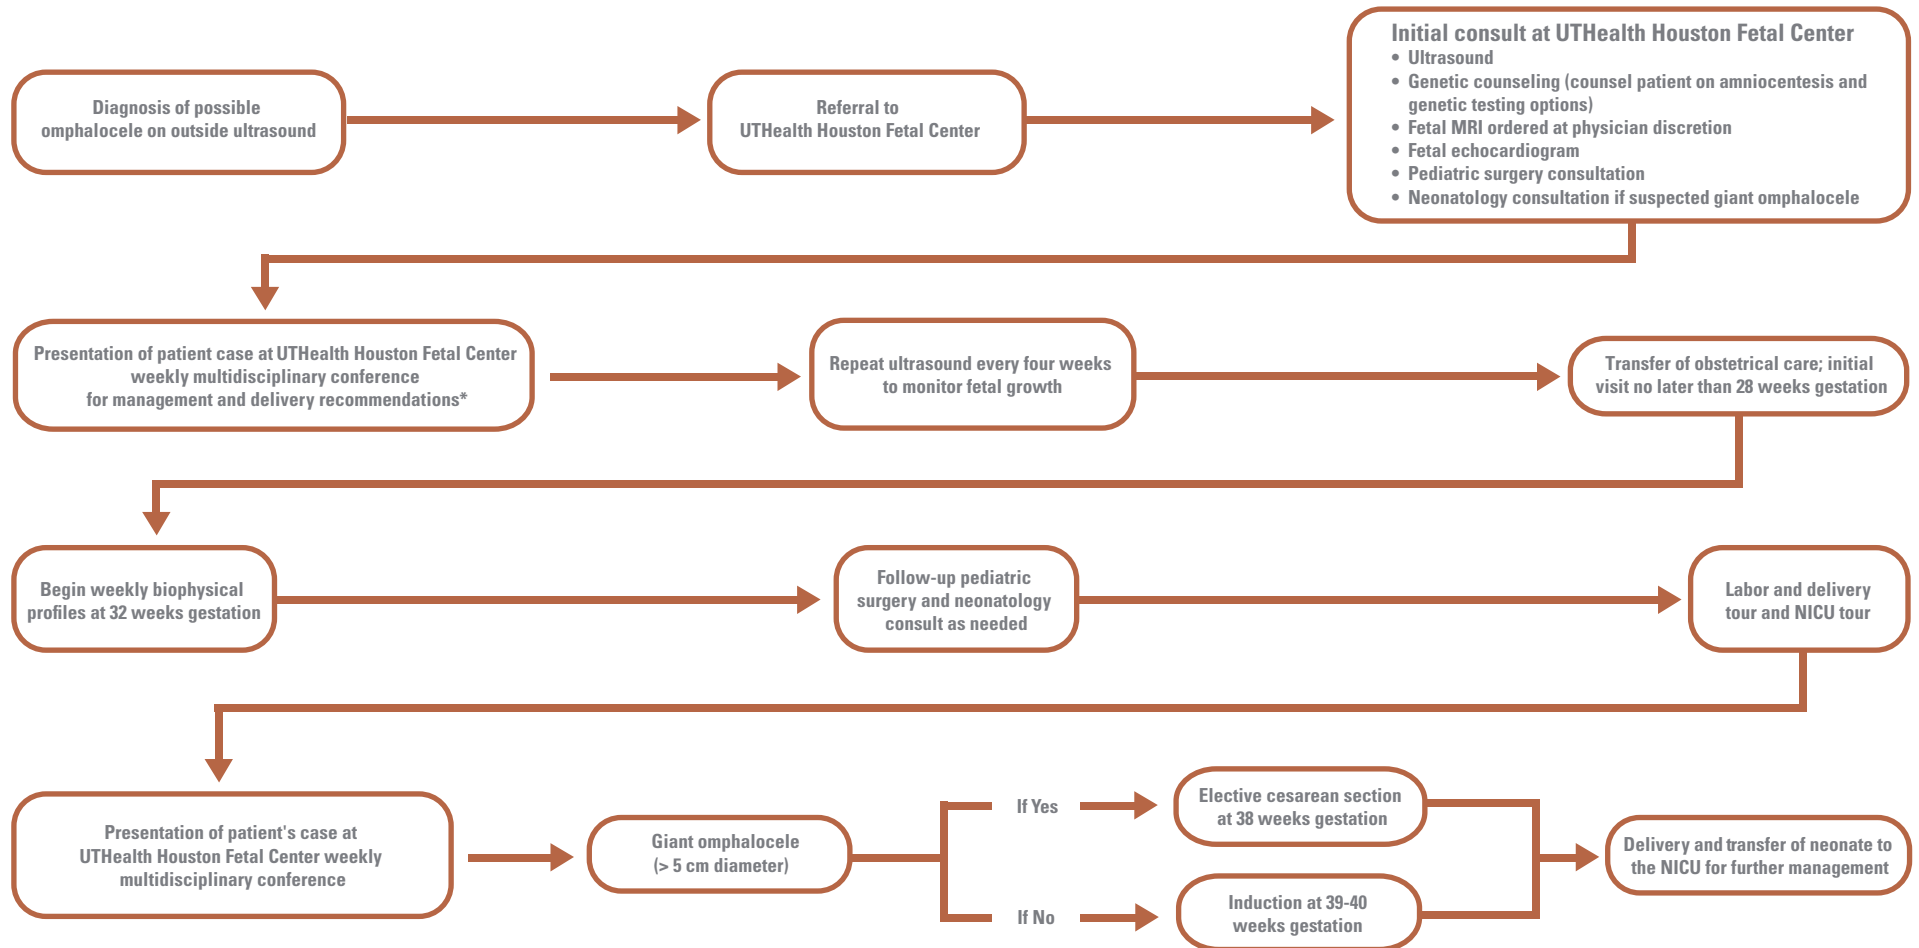 Diagnosis of possible
omphalocele on outside ultrasound
Referral to
UTHealth Houston Fetal Center
Initial consult at UTHealth Houston Fetal Center
• Ultrasound
• Genetic counseling (counsel patient on amniocentesis and
genetic testing options)
• Fetal MRI ordered at physician discretion
• Fetal echocardiogram
• Pediatric surgery consultation
• Neonatology consultation if suspected giant omphalocele
Presentation of patient case at UTHealth Houston Fetal Center
weekly multidisciplinary conference
for management and delivery recommendations*
Repeat ultrasound every four weeks
to monitor fetal growth
Transfer of obstetrical care; initial
visit no later than 28 weeks gestation
Begin weekly biophysical
profiles at 32 weeks gestation
Follow-up pediatric
surgery and neonatology
consult as needed
Labor and delivery
tour and NICU tour
Presentation of patient's case at
UTHealth Houston Fetal Center weekly
multidisciplinary conference
Giant omphalocele
(> 5 cm diameter)
If Yes
Elective cesarean section
at 38 weeks gestation
If No
Induction at 39-40
weeks gestation
Delivery and transfer of neonate to
the NICU for further management